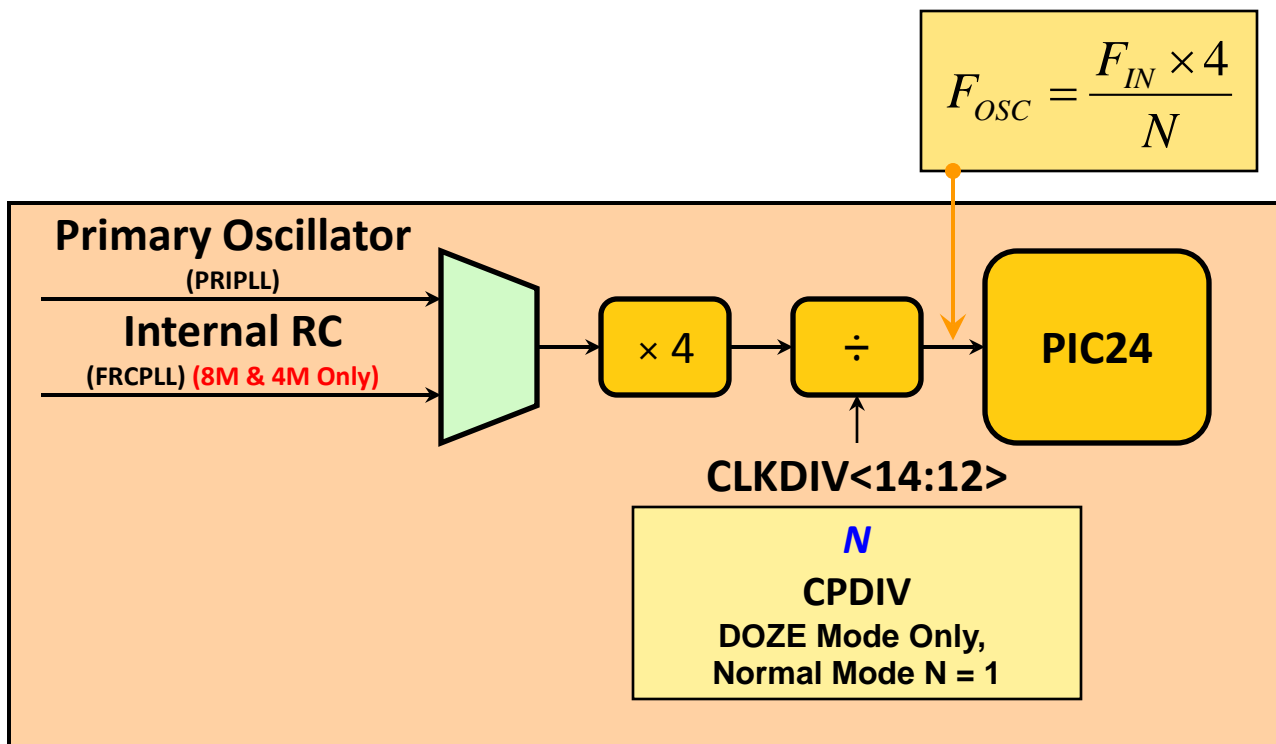 F_OSC = F_IN × 4 / N
Primary Oscillator
(PRIPLL)
Internal RC
(FRCPLL) (8M & 4M Only)
× 4
÷
PIC24
CLKDIV<14:12>
N
CPDIV
DOZE Mode Only,
Normal Mode N = 1